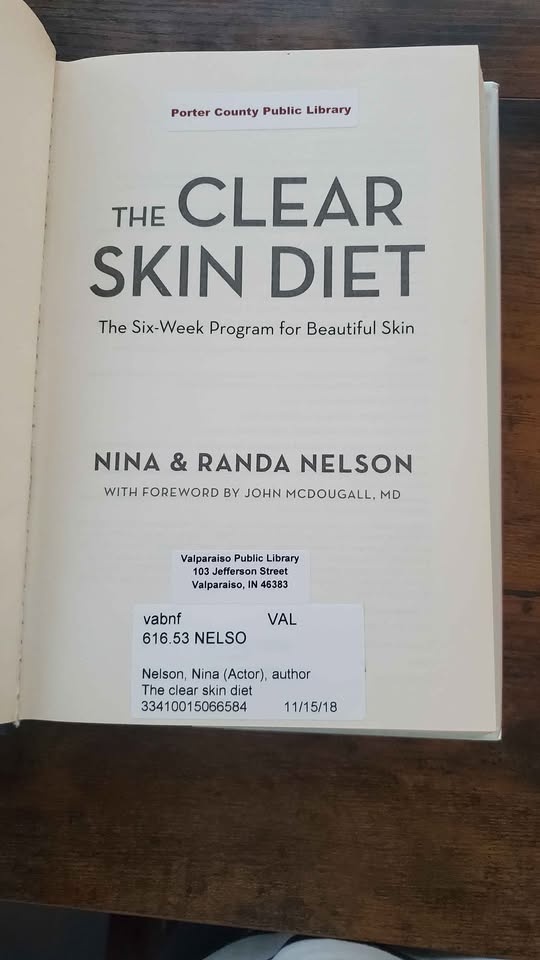 Porter County Public Library
THE CLEAR
SKIN DIET
The Six-Week Program for Beautiful Skin
NINA & RANDA NELSON
WITH FOREWORD BY JOHN MCDOUGALL, MD
Valparaiso Public Library
103 Jefferson Street
Valparaiso, IN 46383
vabnf VAL
616.53 NELSO
Nelson, Nina (Actor), author
The clear skin diet
33410015066584 11/15/18